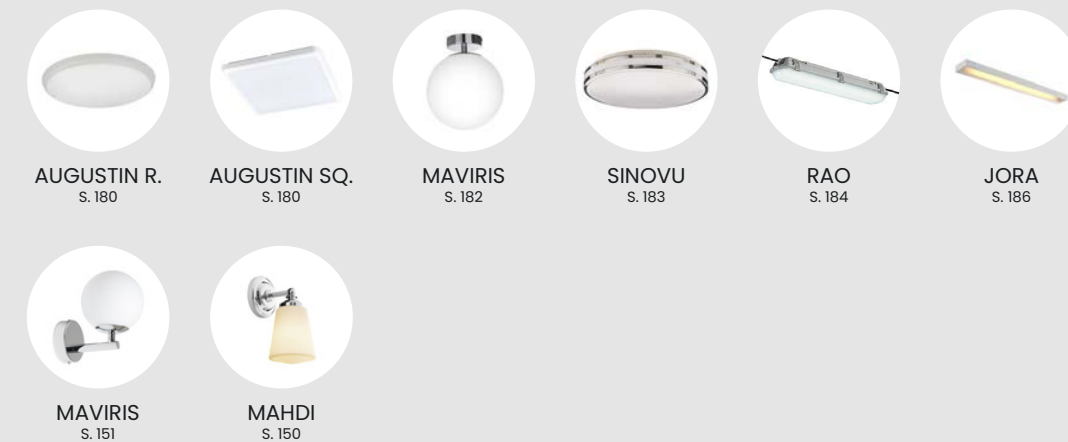 AUGUSTIN R.
S. 180
AUGUSTIN SQ.
S. 180
MAVIRIS
S. 182
SINOVU
S. 183
RAO
S. 184
JORA
S. 186
MAVIRIS
S. 151
MAHDI
S. 150